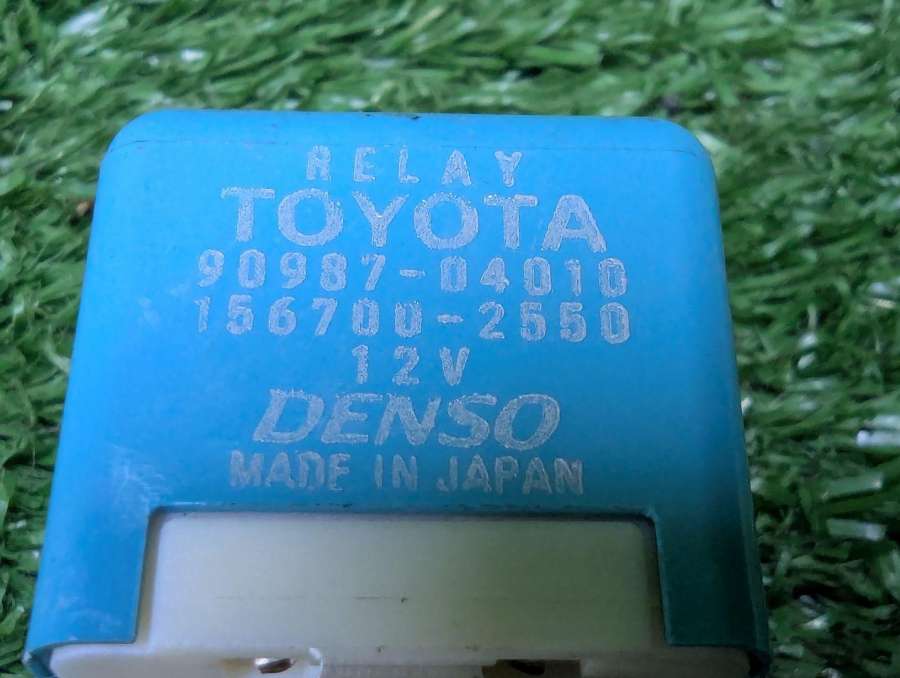 RELAY
TOYOTA
90987-04010
156700-2550
12V
DENSO
MADE IN JAPAN